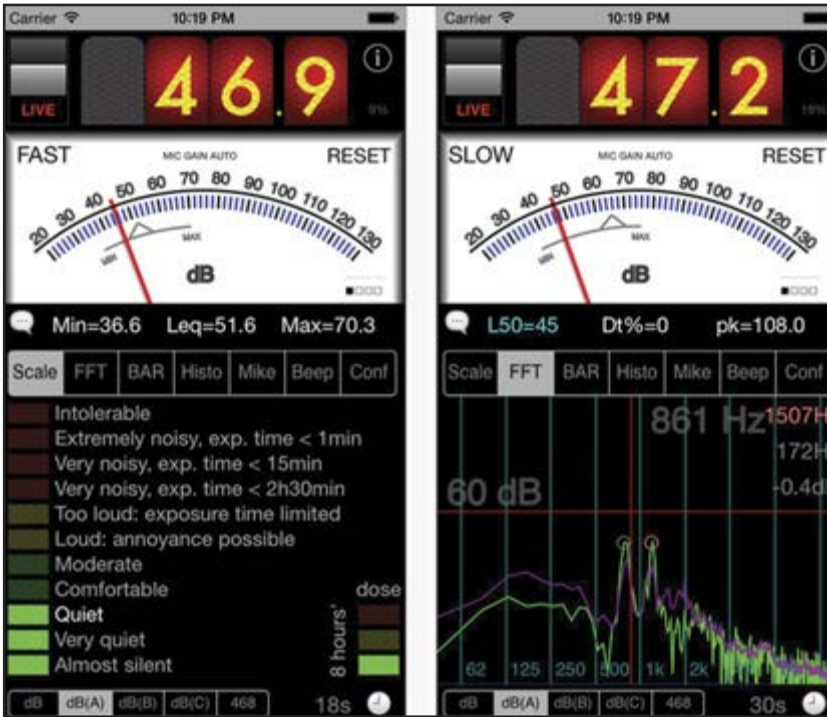 Carrier 10:19 PM
46.9
LIVE
9%
FAST MIC GAIN AUTO RESET
20 30 40 50 60 70 80 90 100 110 120 130
MIN MAX
dB
Min=36.6 Leq=51.6 Max=70.3
Scale FFT BAR Histo Mike Beep Conf
Intolerable
Extremely noisy, exp. time < 1min
Very noisy, exp. time < 15min
Very noisy, exp. time < 2h30min
Too loud: exposure time limited
Loud: annoyance possible
Moderate
Comfortable
Quiet
Very quiet
Almost silent
dose
8 hours'
dB dB(A) dB(B) dB(C) 468 18s
Carrier 10:19 PM
47.2
LIVE
SLOW MIC GAIN AUTO RESET
20 30 40 50 60 70 80 90 100 110 120 130
MIN MAX
dB
L50=45 Dt%=0 pk=108.0
Scale FFT BAR Histo Mike Beep Conf
861 Hz 1507H
172H
60 dB -0.4d
62 125 250 500 1k 2k
dB dB(A) dB(B) dB(C) 468 30s